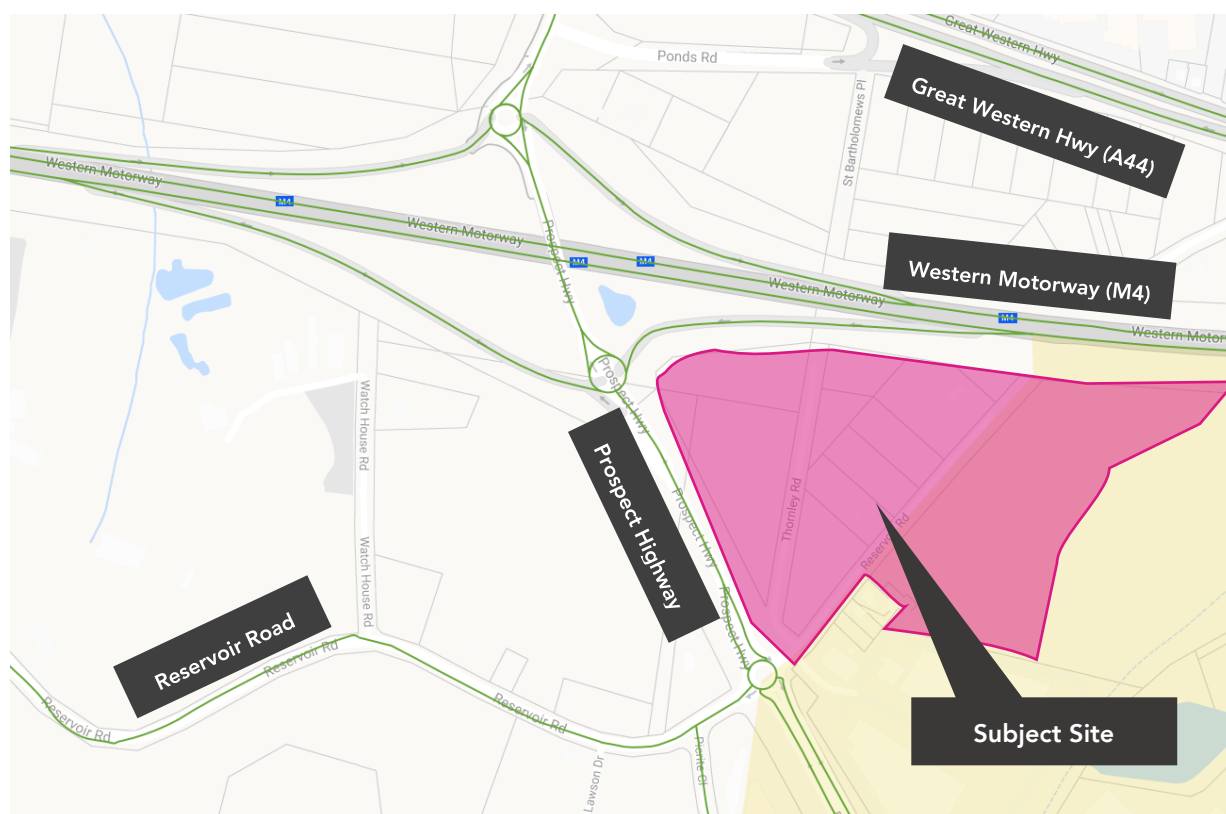 Great Western Hwy
Ponds Rd
Great Western Hwy (A44)
St Bartholomews Pl
Western Motorway
M4
Western Motorway
Prospect Hwy
M4
M4
Western Motorway (M4)
Western Motorway
M4
Western Motor
Prospect Hwy
Watch House Rd
Prospect Highway
Prospect Hwy
Thornley Rd
Reservoir Rd
Watch House Rd
Prospect Hwy
Reservoir Road
Reservoir Rd
Reservoir Rd
Reservoir Rd
Pierite Cl
Lawson Dr
Subject Site